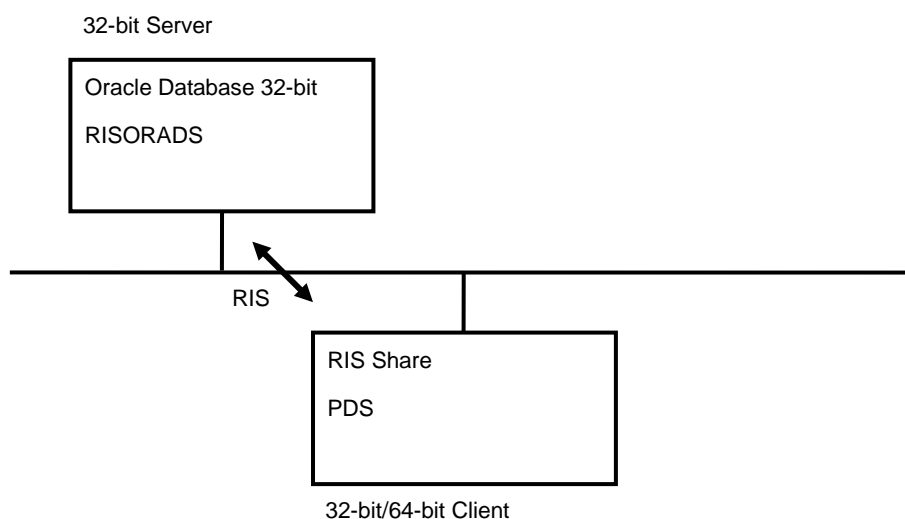 32-bit Server
Oracle Database 32-bit
RISORADS
RIS
RIS Share
PDS
32-bit/64-bit Client